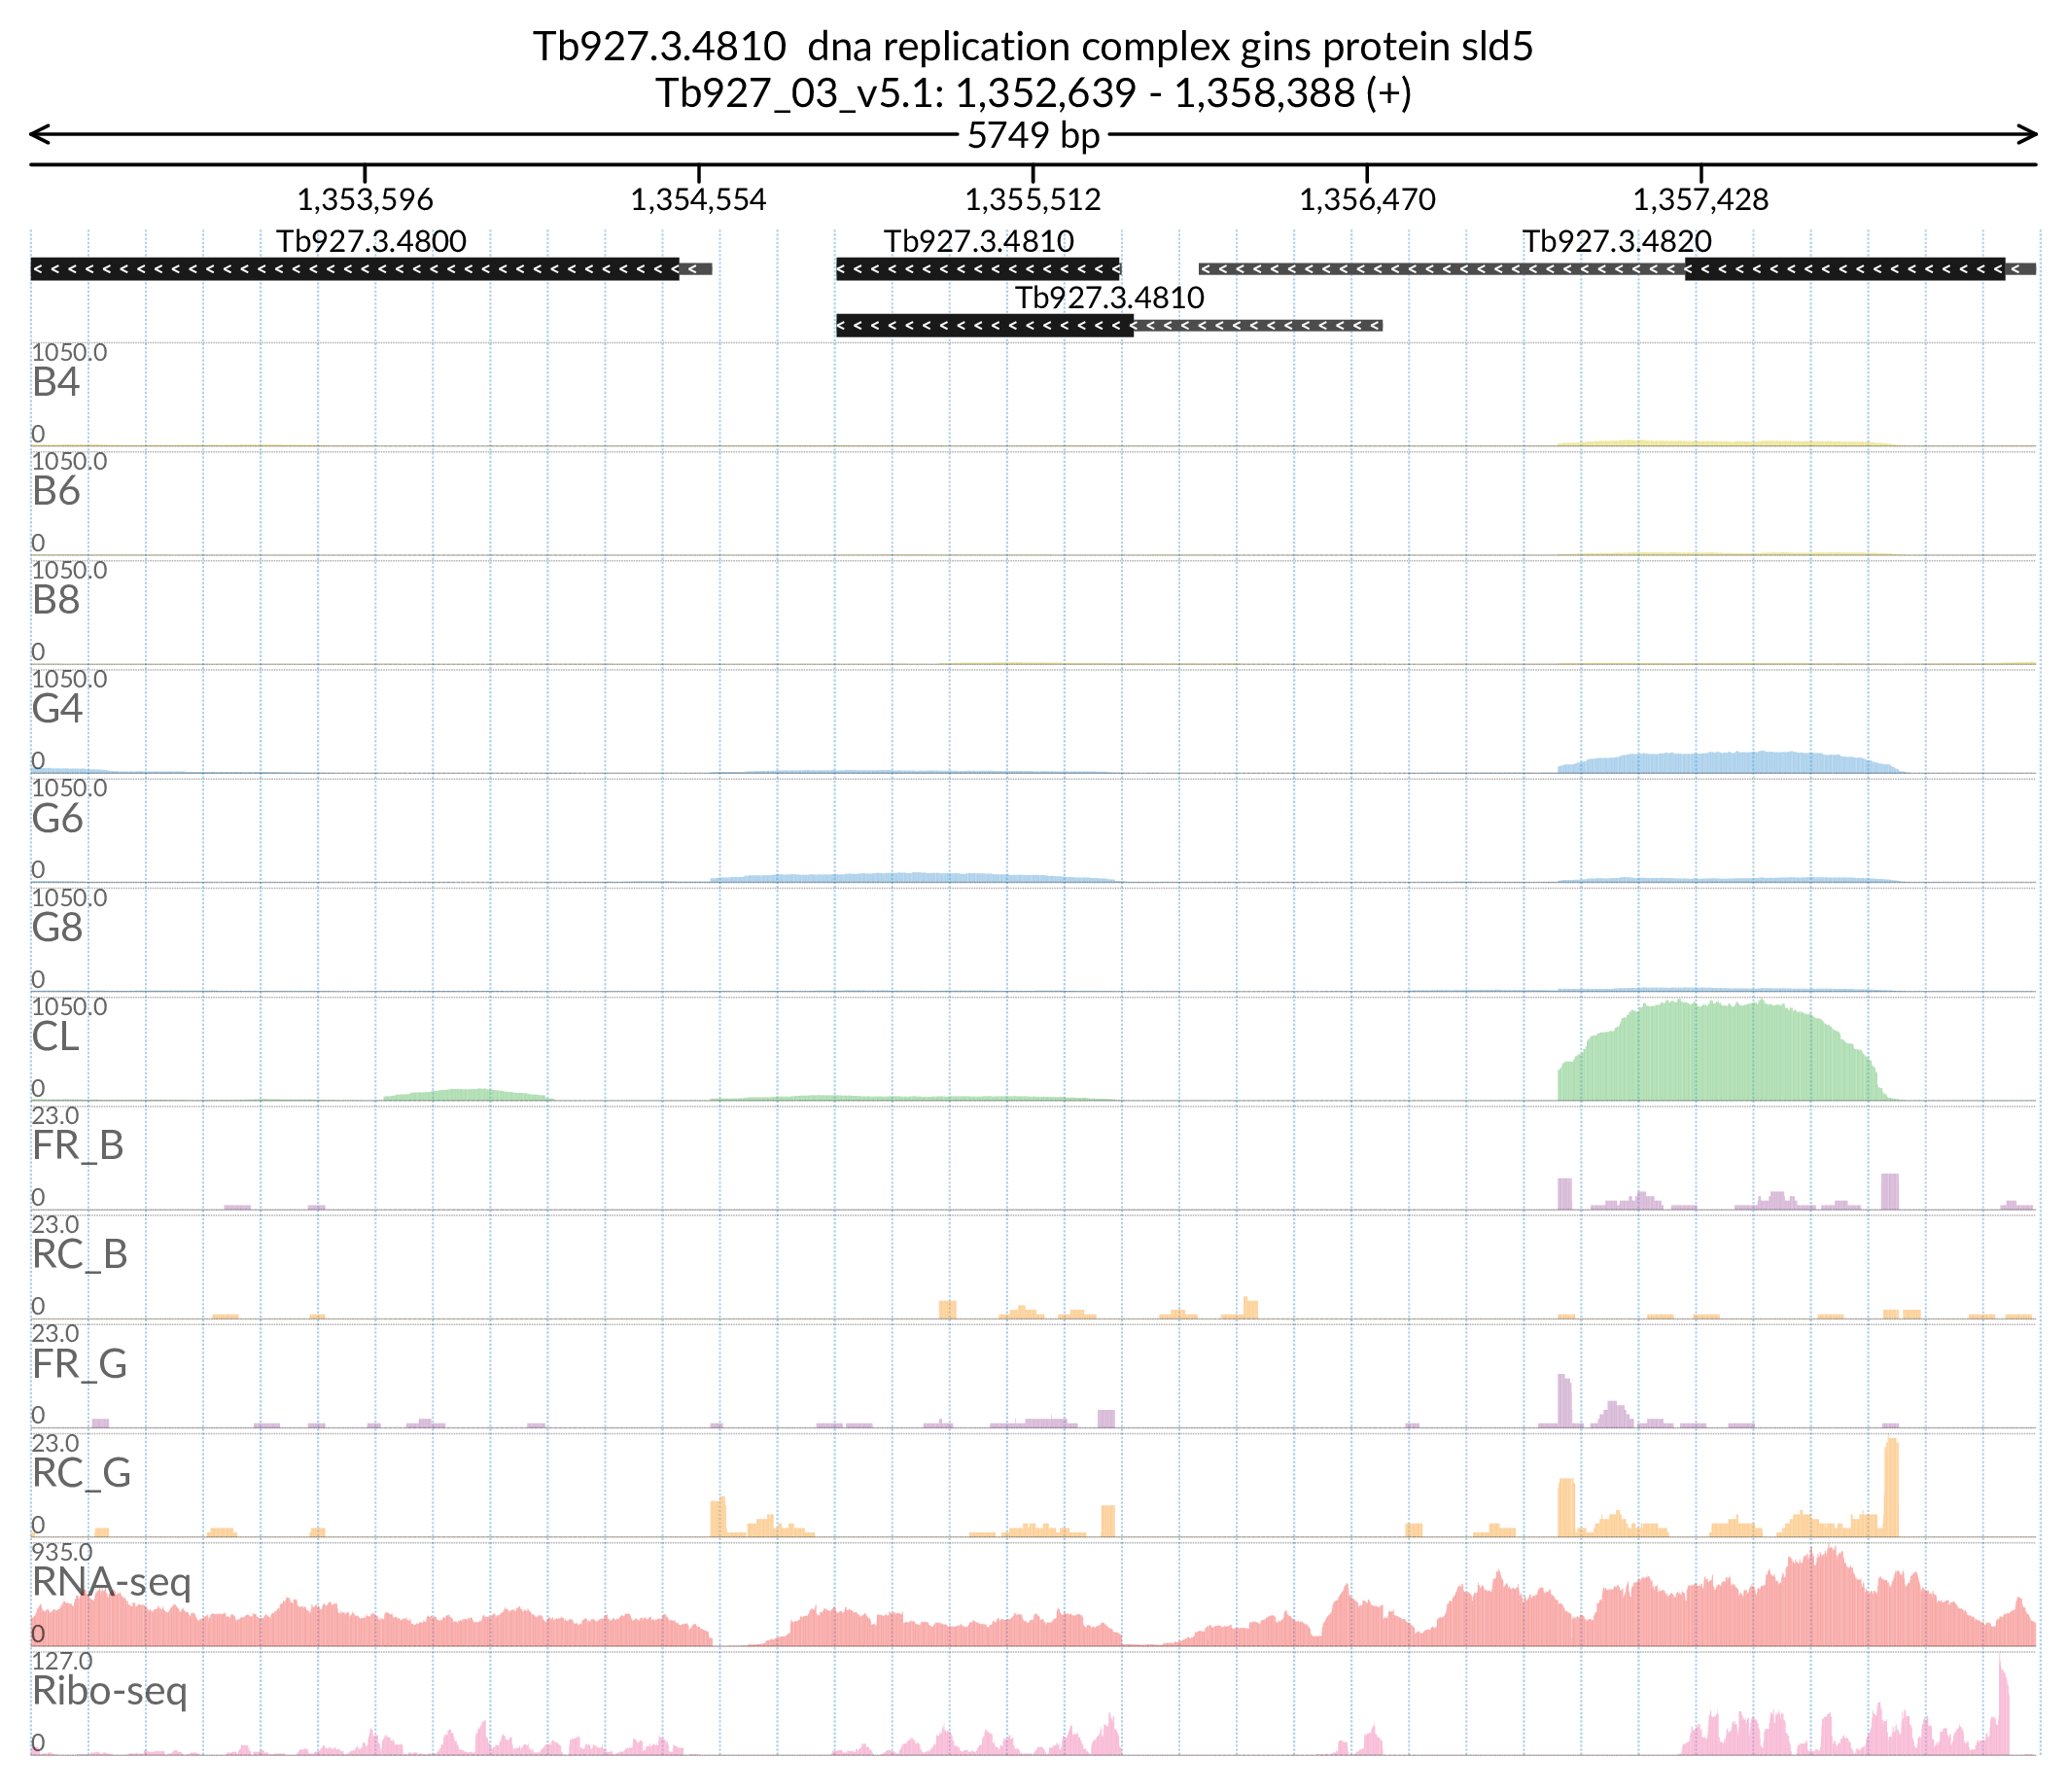 Tb927.3.4810  dna replication complex gins protein sld5
Tb927_03_v5.1: 1,352,639 - 1,358,388 (+)
5749 bp
1,353,596 1,354,554 1,355,512 1,356,470 1,357,428
Tb927.3.4800 Tb927.3.4810 Tb927.3.4820
Tb927.3.4810
1050.0
B4
0
1050.0
B6
0
1050.0
B8
0
1050.0
G4
0
1050.0
G6
0
1050.0
G8
0
1050.0
CL
0
23.0
FR_B
0
23.0
RC_B
0
23.0
FR_G
0
23.0
RC_G
0
935.0
RNA-seq
0
127.0
Ribo-seq
0